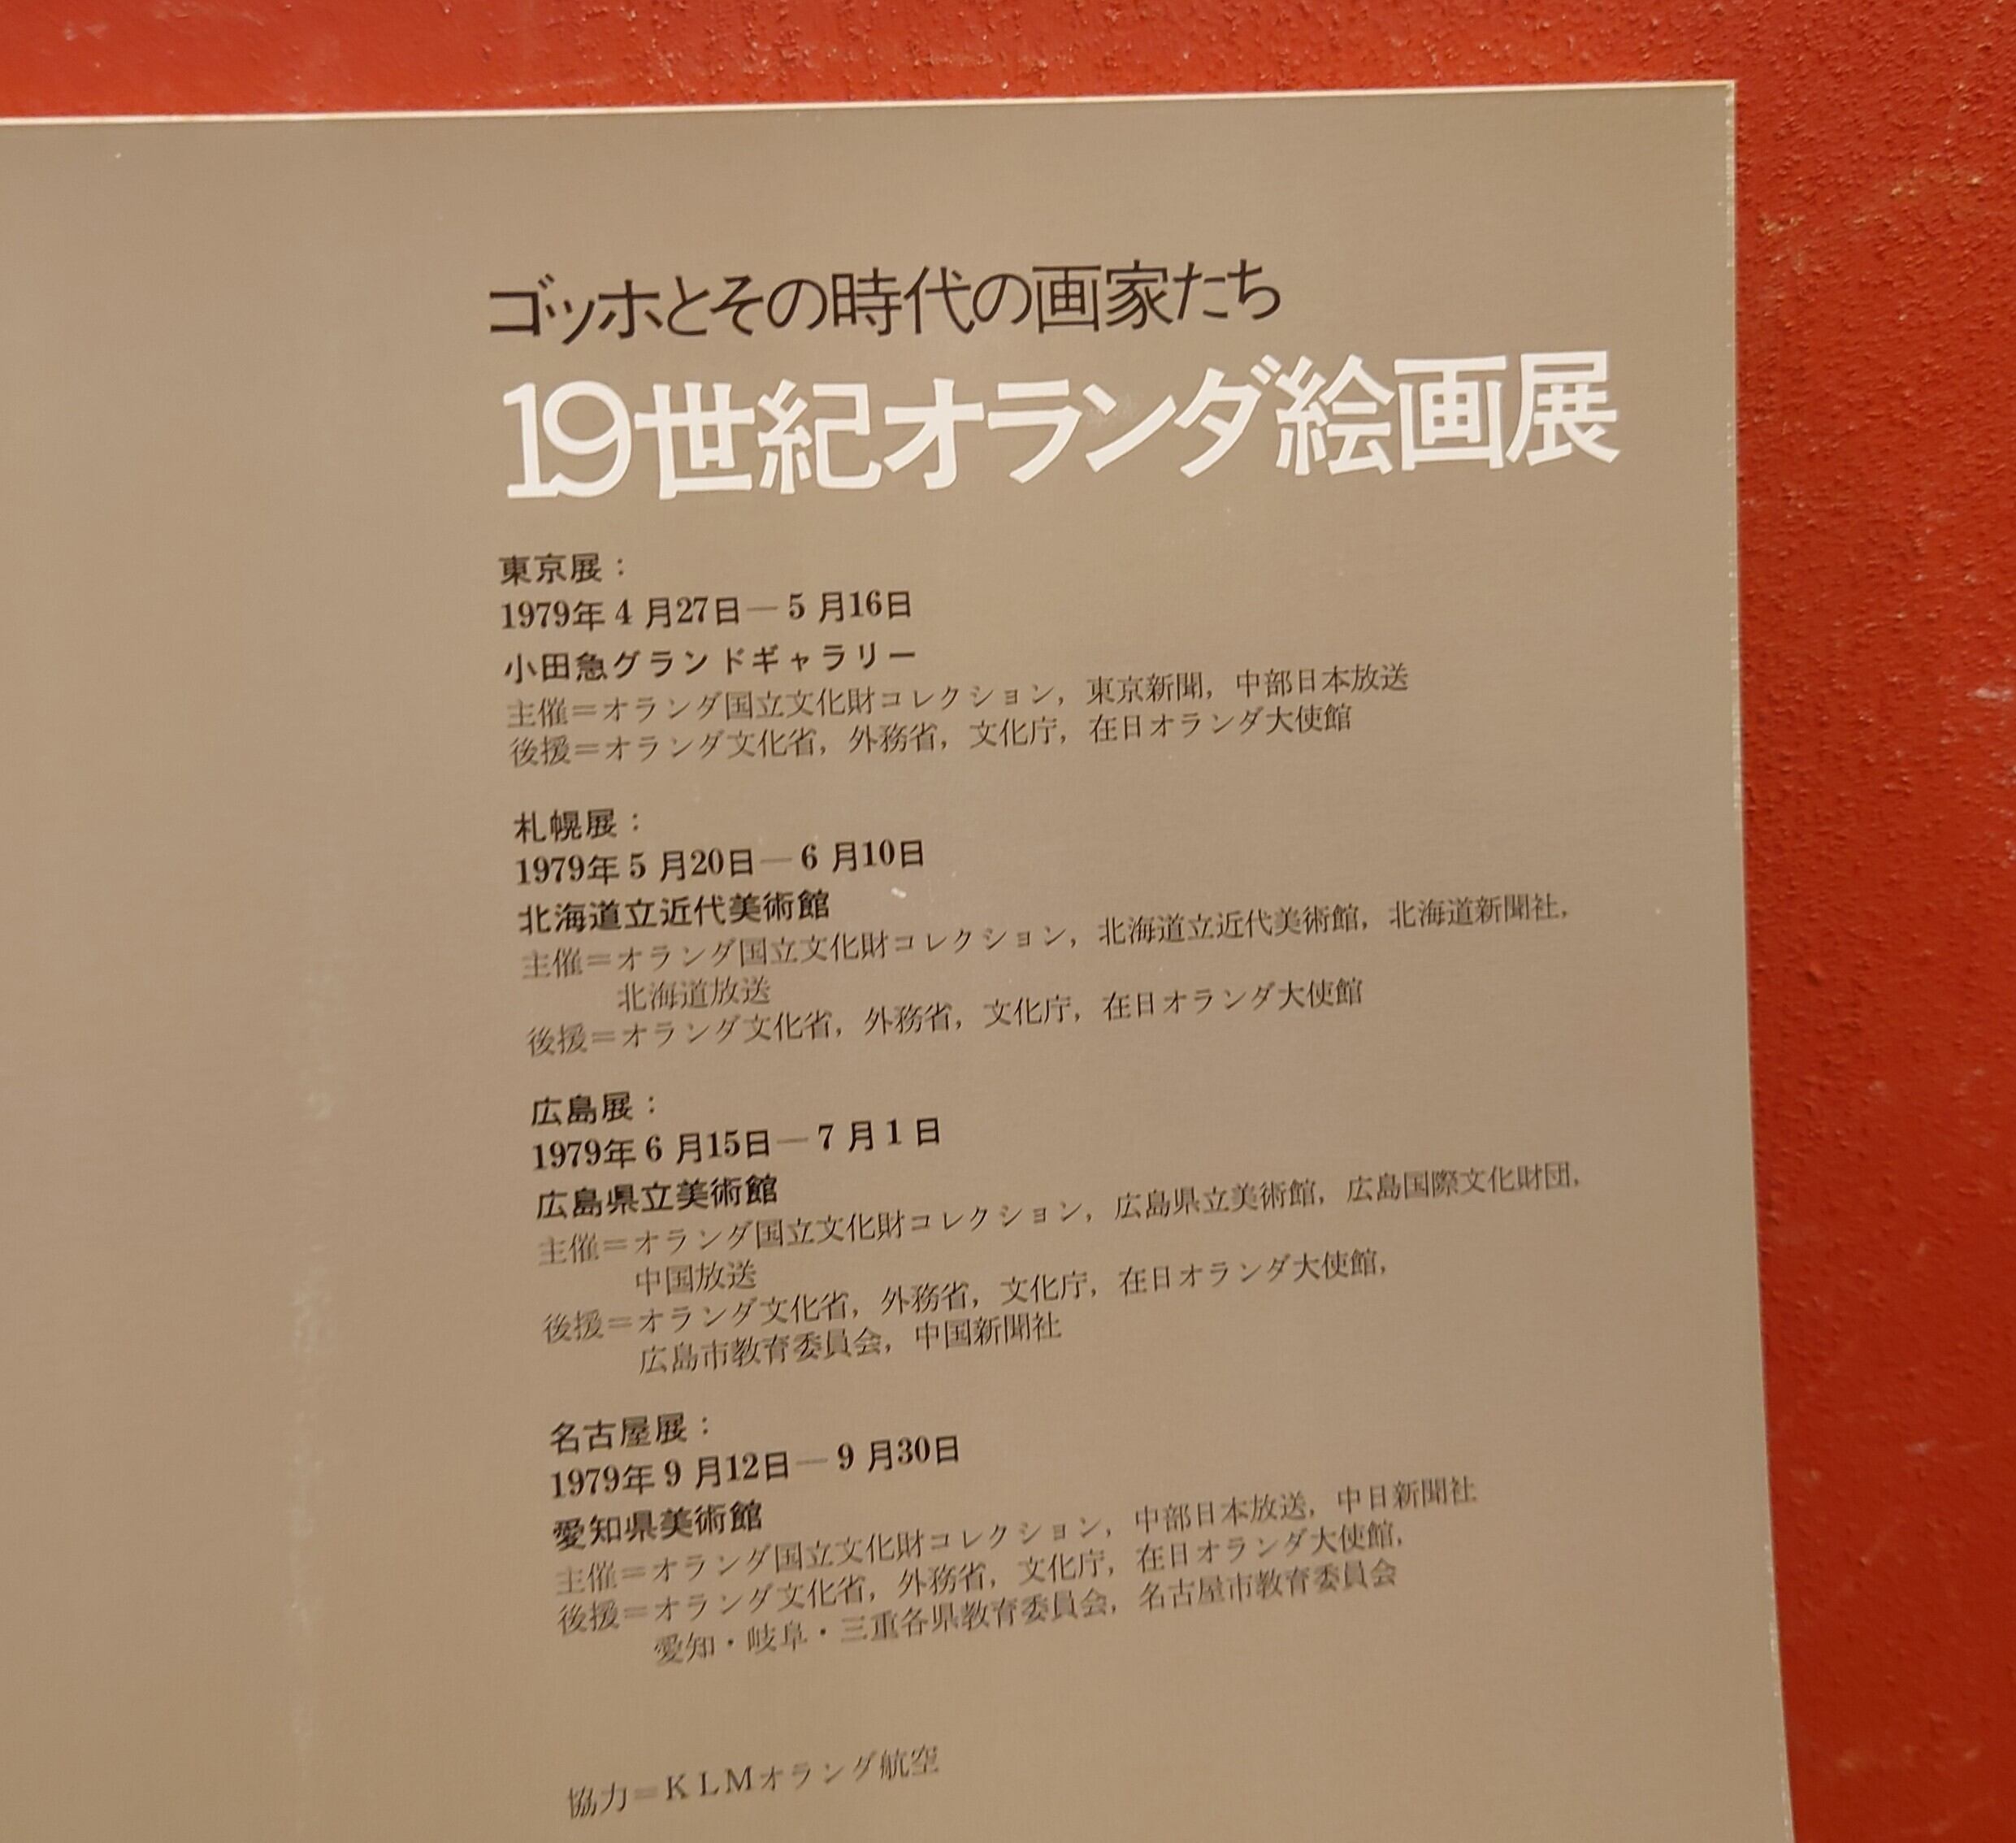 ゴッホとその時代の画家たち
19世紀オランダ絵画展
東京展：
1979年4月27日—5月16日
小田急グランドギャラリー
主催＝オランダ国立文化財コレクション，東京新聞，中部日本放送
後援＝オランダ文化省，外務省，文化庁，在日オランダ大使館
札幌展：
1979年5月20日—6月10日
北海道立近代美術館
主催＝オランダ国立文化財コレクション，北海道立近代美術館，北海道新聞社，
北海道放送
後援＝オランダ文化省，外務省，文化庁，在日オランダ大使館
広島展：
1979年6月15日—7月1日
広島県立美術館
主催＝オランダ国立文化財コレクション，広島県立美術館，広島国際文化財団，
中国放送
後援＝オランダ文化省，外務省，文化庁，在日オランダ大使館，
広島市教育委員会，中国新聞社
名古屋展：
1979年9月12日—9月30日
愛知県美術館
主催＝オランダ国立文化財コレクション，中部日本放送，中日新聞社
後援＝オランダ文化省，外務省，文化庁，在日オランダ大使館，
愛知・岐阜・三重各県教育委員会，名古屋市教育委員会
協力＝KLMオランダ航空